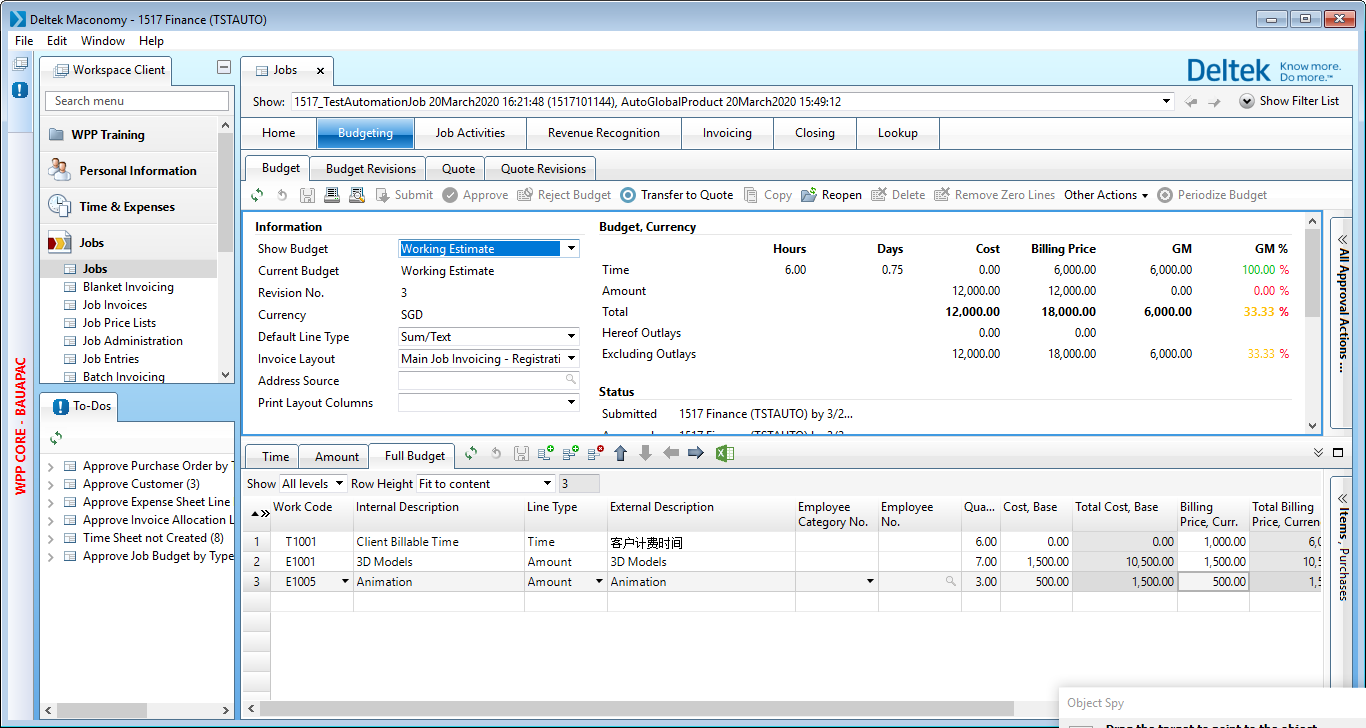 Deltek Maconomy - 1517 Finance (TSTAUTO)
File Edit Window Help
Workspace Client
Search menu
WPP Training
Personal Information
Time & Expenses
Jobs
Jobs
Blanket Invoicing
Job Invoices
Job Price Lists
Job Administration
Job Entries
Batch Invoicing
WPP CORE - BAUAPAC
To-Dos
Approve Purchase Order by T
Approve Customer (3)
Approve Expense Sheet Line
Approve Invoice Allocation L
Time Sheet not Created (8)
Approve Job Budget by Type
Jobs
Deltek Know more. Do more.™
Show: 1517_TestAutomationJob 20March2020 16:21:48 (1517101144), AutoGlobalProduct 20March2020 15:49:12
Show Filter List
Home Budgeting Job Activities Revenue Recognition Invoicing Closing Lookup
Budget Budget Revisions Quote Quote Revisions
Submit Approve Reject Budget Transfer to Quote Copy Reopen Delete Remove Zero Lines Other Actions Periodize Budget
Information
Show Budget Working Estimate
Current Budget Working Estimate
Revision No. 3
Currency SGD
Default Line Type Sum/Text
Invoice Layout Main Job Invoicing - Registrati
Address Source
Print Layout Columns
Budget, Currency
Hours Days Cost Billing Price GM GM %
Time 6.00 0.75 0.00 6,000.00 6,000.00 100.00 %
Amount 12,000.00 12,000.00 0.00 0.00 %
Total 12,000.00 18,000.00 6,000.00 33.33 %
Hereof Outlays 0.00 0.00
Excluding Outlays 12,000.00 18,000.00 6,000.00 33.33 %
Status
Submitted 1517 Finance (TSTAUTO) by 3/2...
All Approval Actions ...
Time Amount Full Budget
Show All levels Row Height Fit to content 3
Work Code Internal Description Line Type External Description Employee Category No. Employee No. Qua... Cost, Base Total Cost, Base Billing Price, Curr. Total Billing Price, Curren
1 T1001 Client Billable Time Time 客户计费时间 6.00 0.00 0.00 1,000.00 6,0
2 E1001 3D Models Amount 3D Models 7.00 1,500.00 10,500.00 1,500.00 10,5
3 E1005 Animation Amount Animation 3.00 500.00 1,500.00 500.00 1,5
Items, Purchases
Object Spy